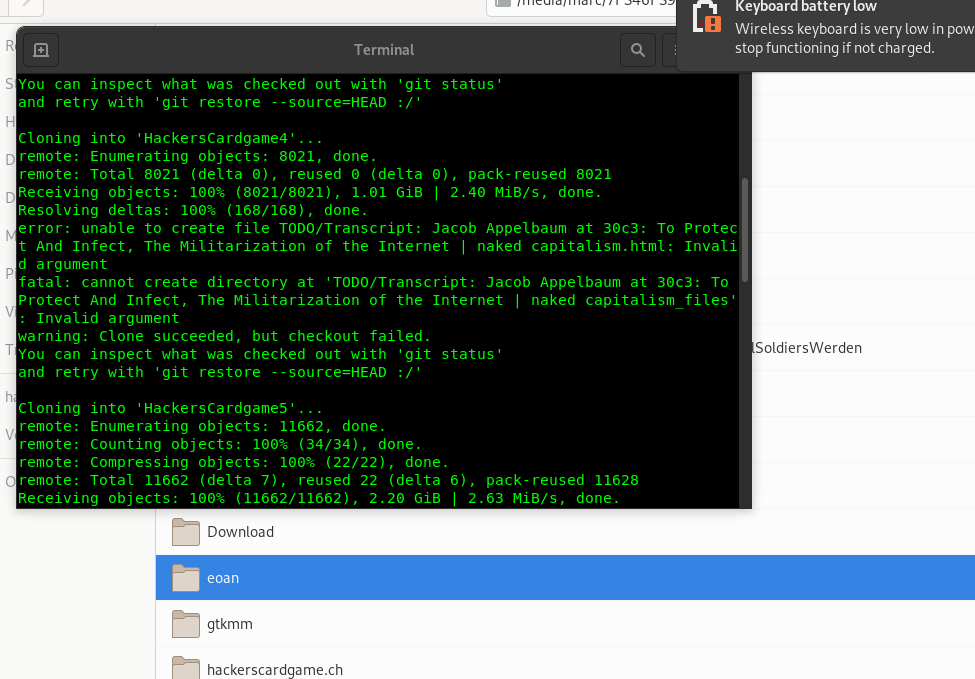 /media/marc/7F546F59
Keyboard battery low
Wireless keyboard is very low in pow
stop functioning if not charged.
Terminal
You can inspect what was checked out with 'git status'
and retry with 'git restore --source=HEAD :/'
Cloning into 'HackersCardgame4'...
remote: Enumerating objects: 8021, done.
remote: Total 8021 (delta 0), reused 0 (delta 0), pack-reused 8021
Receiving objects: 100% (8021/8021), 1.01 GiB | 2.40 MiB/s, done.
Resolving deltas: 100% (168/168), done.
error: unable to create file TODO/Transcript: Jacob Appelbaum at 30c3: To Protec
t And Infect, The Militarization of the Internet | naked capitalism.html: Invali
d argument
fatal: cannot create directory at 'TODO/Transcript: Jacob Appelbaum at 30c3: To
Protect And Infect, The Militarization of the Internet | naked capitalism_files'
: Invalid argument
warning: Clone succeeded, but checkout failed.
You can inspect what was checked out with 'git status'
and retry with 'git restore --source=HEAD :/'
Cloning into 'HackersCardgame5'...
remote: Enumerating objects: 11662, done.
remote: Counting objects: 100% (34/34), done.
remote: Compressing objects: 100% (22/22), done.
remote: Total 11662 (delta 7), reused 22 (delta 6), pack-reused 11628
Receiving objects: 100% (11662/11662), 2.20 GiB | 2.63 MiB/s, done.
lSoldiersWerden
Download
eoan
gtkmm
hackerscardgame.ch